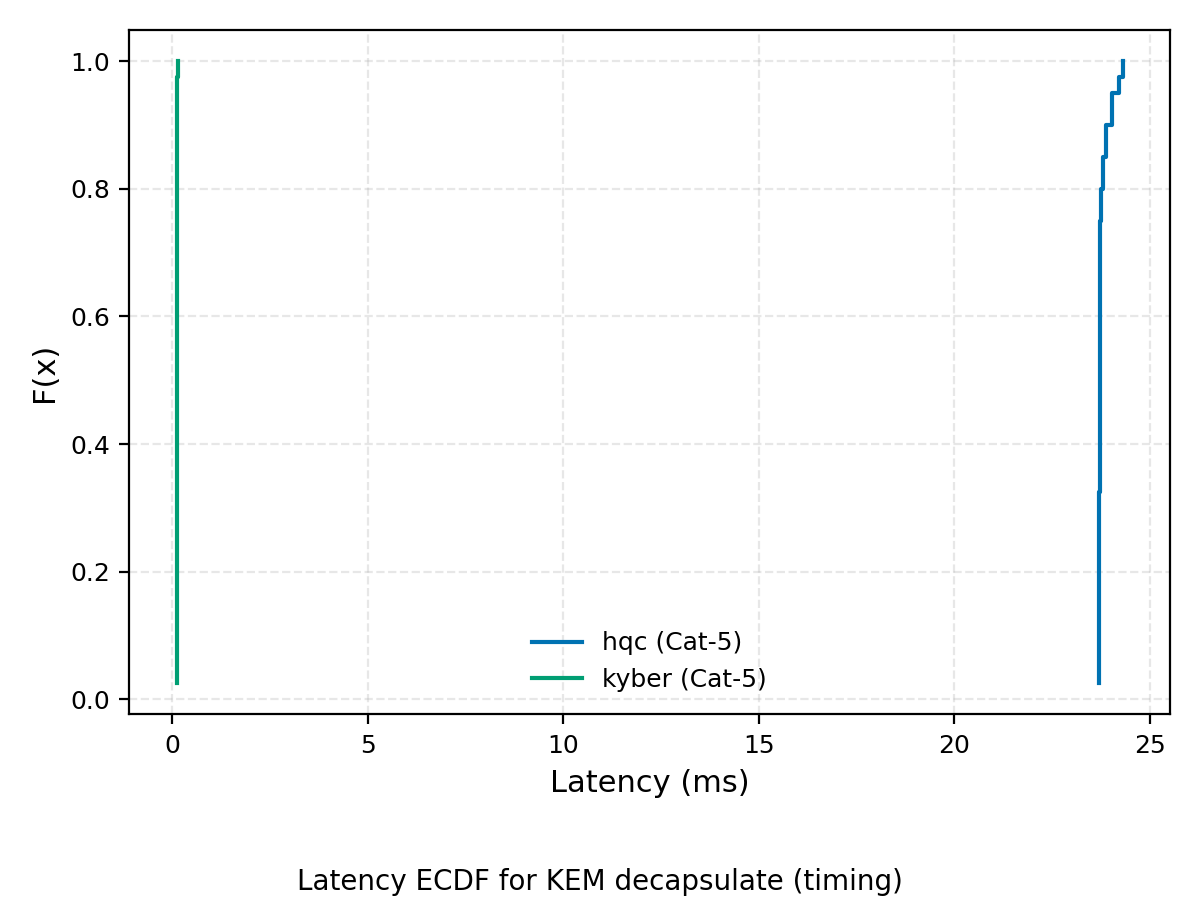 1.0
0.8
0.6
0.4
0.2
0.0
F(x)
hqc (Cat-5)
kyber (Cat-5)
0 5 10 15 20 25
Latency (ms)
Latency ECDF for KEM decapsulate (timing)